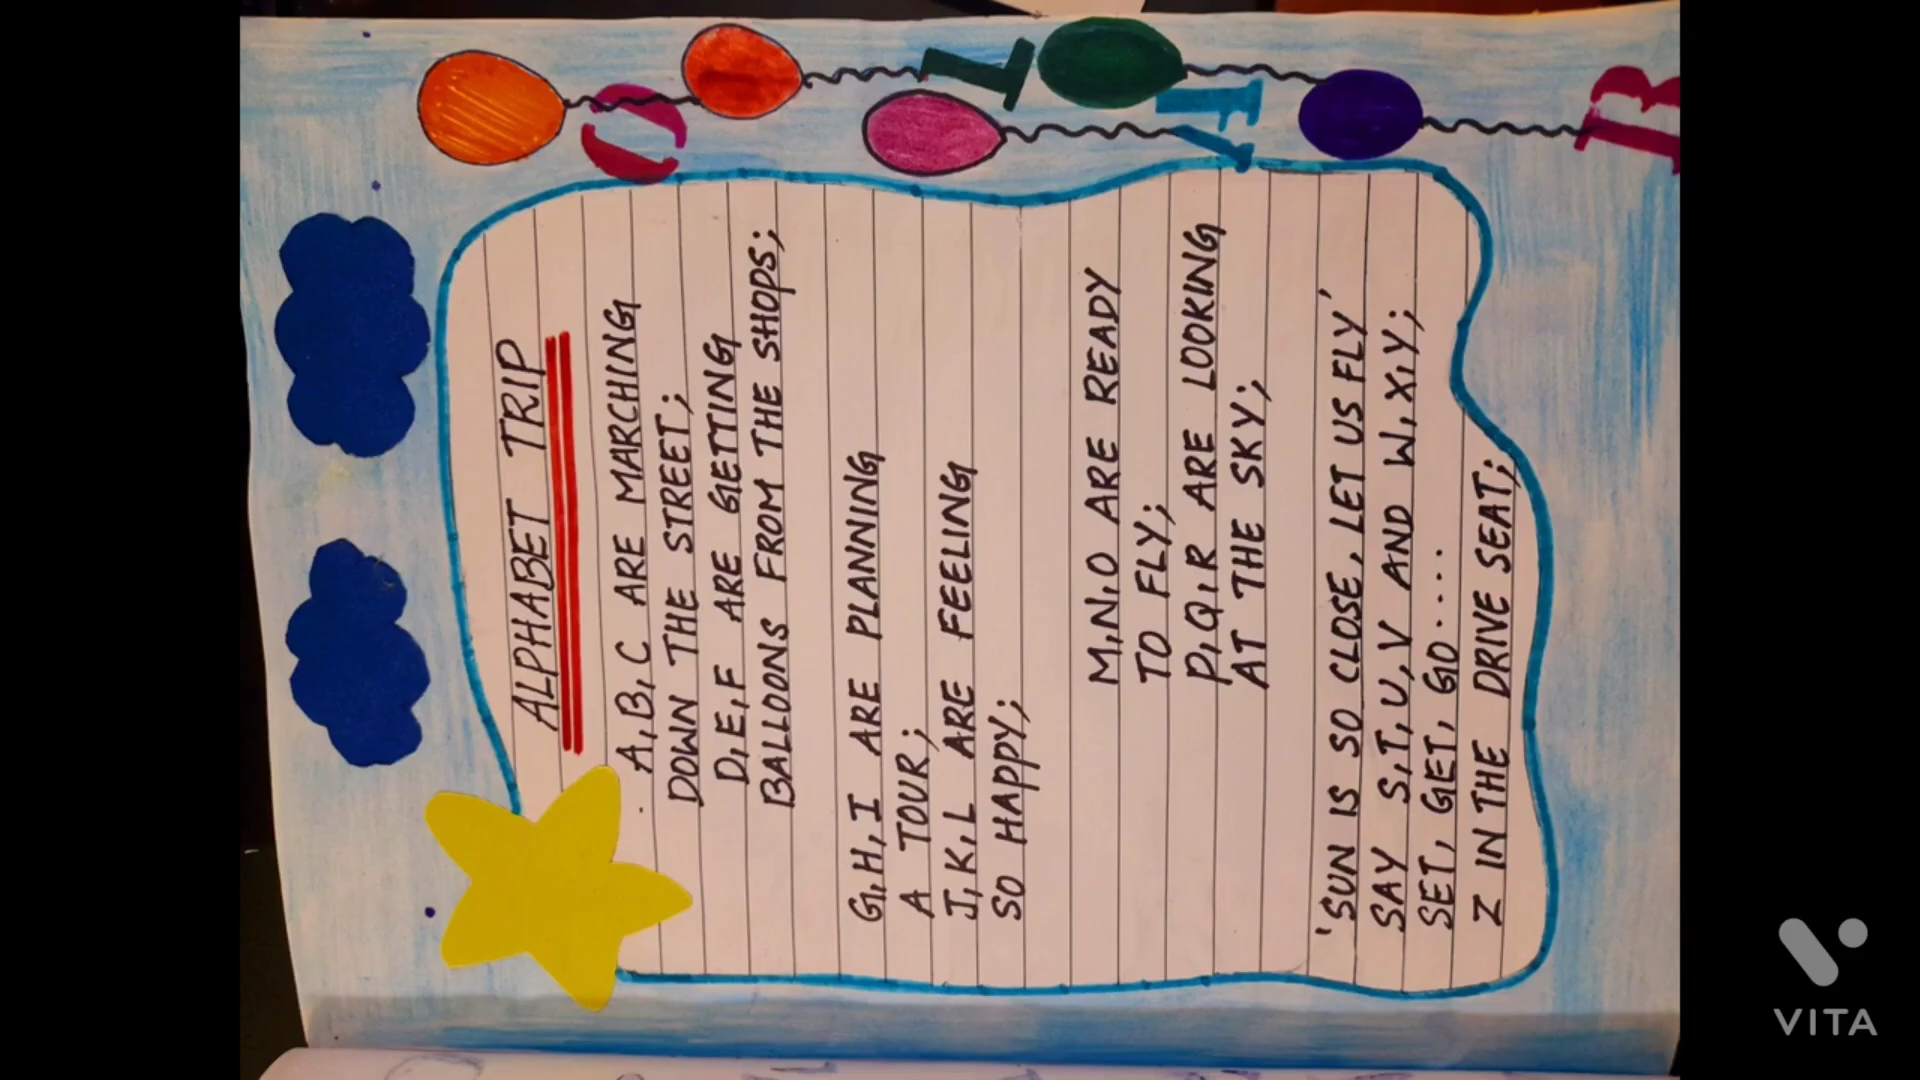 ALPHABET TRIP
A, B, C ARE MARCHING
DOWN THE STREET;
D, E, F ARE GETTING
BALLOONS FROM THE SHOPS;
G, H, I ARE PLANNING
A TOUR;
J, K, L ARE FEELING
SO HAPPY;
M, N, O ARE READY
TO FLY;
P, Q, R ARE LOOKING
AT THE SKY;
'SUN IS SO CLOSE, LET US FLY'
SAY S, T, U, V AND W, X, Y;
SET, GET, GO.....
Z IN THE DRIVE SEAT;
VITA